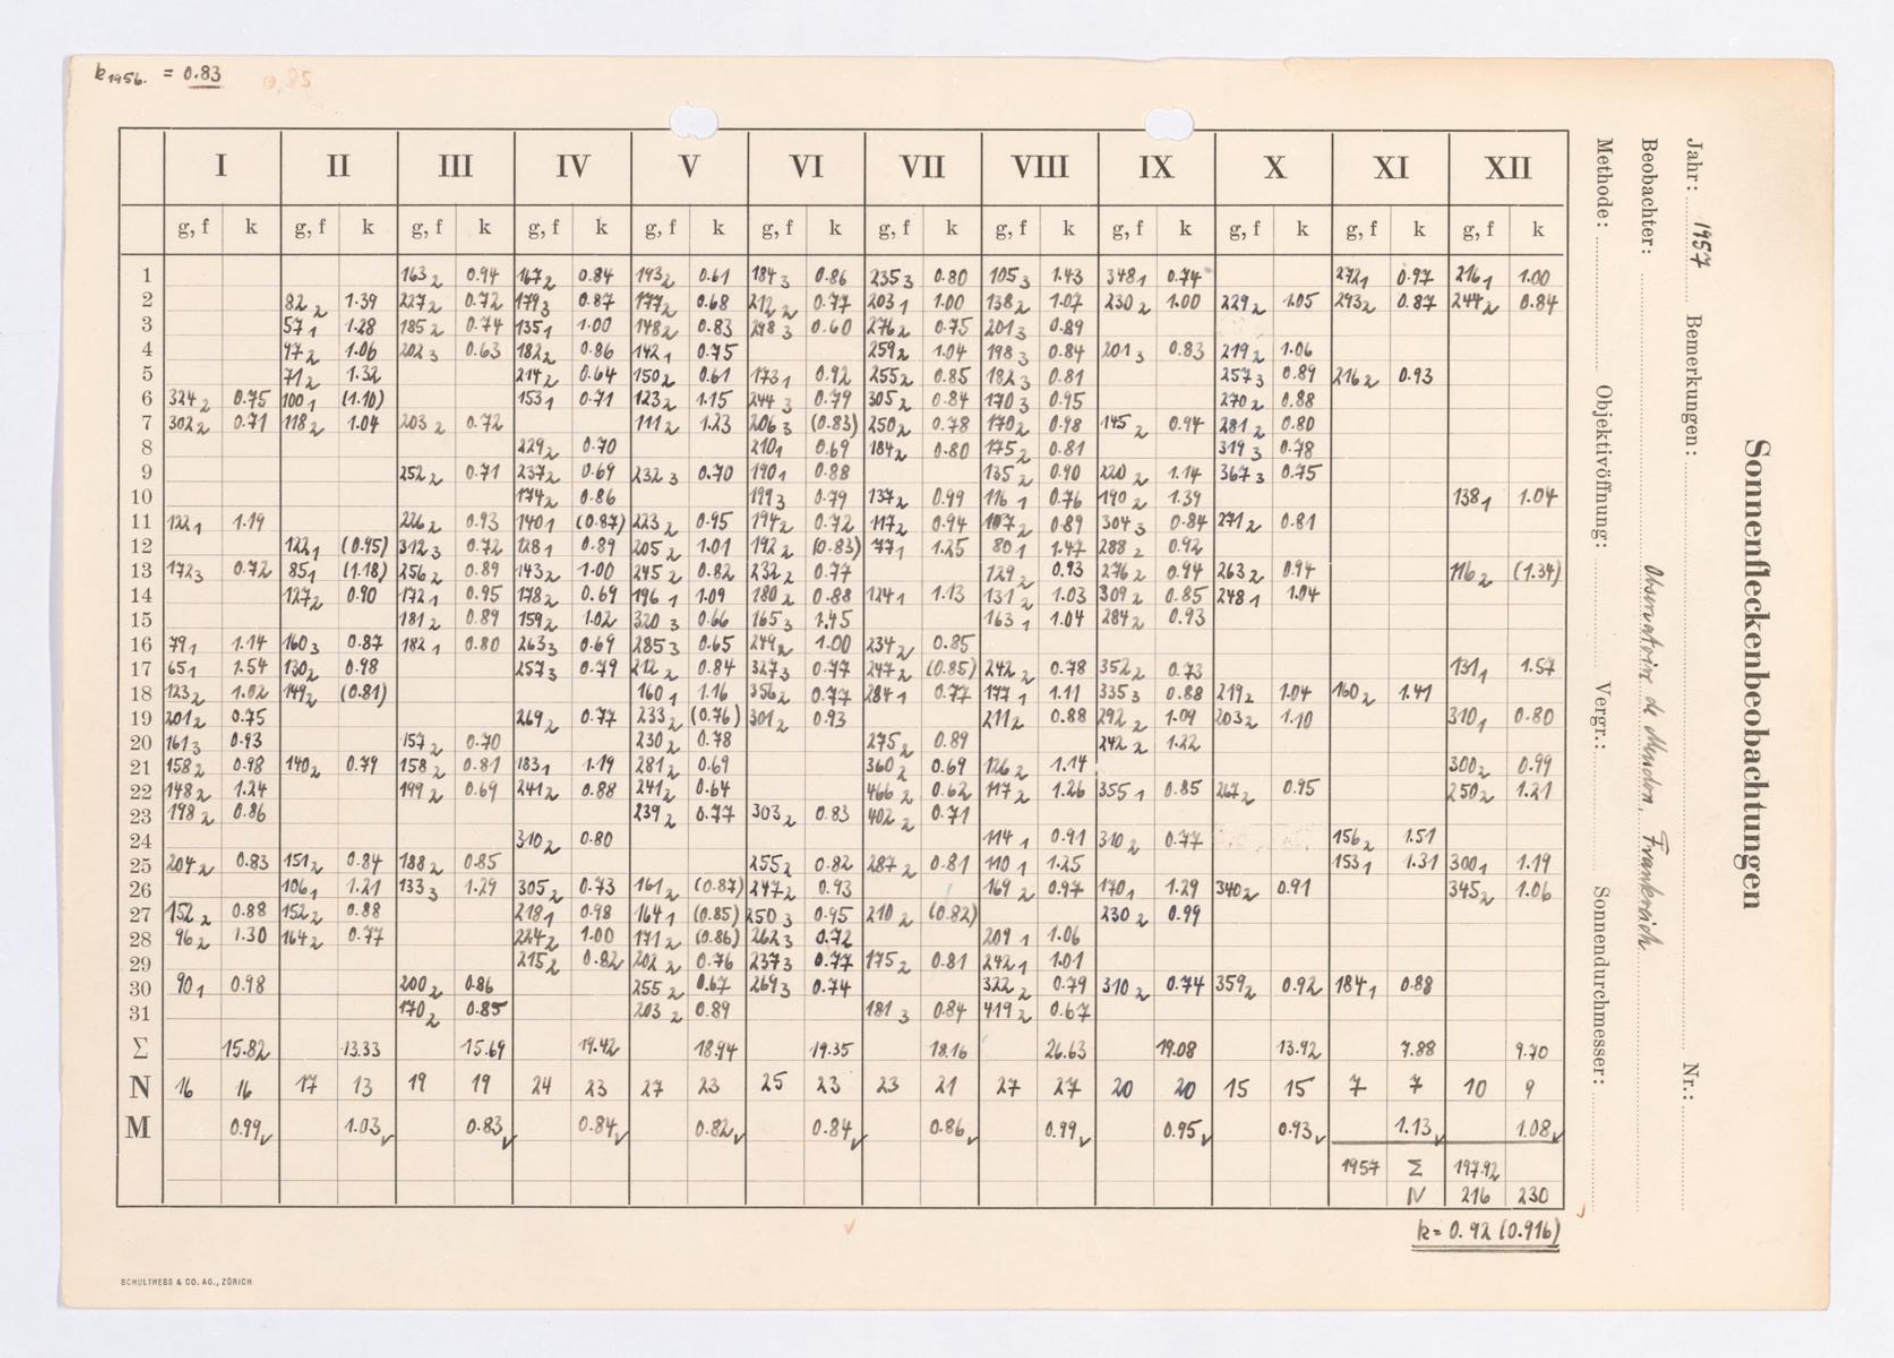 k1956. = 0.83 0,85
I II III IV V VI VII VIII IX X XI XII
g, f k g, f k g, f k g, f k g, f k g, f k g, f k g, f k g, f k g, f k g, f k g, f k
1 163 2 0.94 167 2 0.84 193 2 0.61 184 3 0.86 235 3 0.80 105 3 1.43 348 1 0.74 272 1 0.97 216 1 1.00
2 82 2 1.39 227 2 0.72 179 3 0.87 177 2 0.68 212 2 0.77 203 1 1.00 138 2 1.07 230 2 1.00 229 2 1.05 293 2 0.87 244 2 0.84
3 57 1 1.28 185 2 0.74 135 1 1.00 148 2 0.83 298 3 0.60 276 2 0.75 201 3 0.89
4 97 2 1.06 202 3 0.63 182 2 0.86 142 1 0.75 259 2 1.04 198 3 0.84 201 3 0.83 219 2 1.06
5 71 2 1.32 214 2 0.64 150 2 0.61 173 1 0.92 255 2 0.85 182 3 0.81 257 3 0.89 216 2 0.93
6 324 2 0.75 100 1 (1.10) 153 1 0.71 123 2 1.15 244 3 0.79 305 2 0.84 170 3 0.95 270 2 0.88
7 302 2 0.71 118 2 1.04 203 2 0.72 111 2 1.23 206 3 (0.83) 250 2 0.78 170 2 0.98 145 2 0.94 281 2 0.80
8 229 2 0.70 210 1 0.69 184 2 0.80 175 2 0.81 319 3 0.78
9 252 2 0.71 237 2 0.69 232 3 0.70 190 1 0.88 135 2 0.90 220 2 1.14 367 3 0.75
10 174 2 0.86 199 3 0.79 137 2 0.99 116 1 0.76 190 2 1.39 138 1 1.04
11 122 1 1.19 226 2 0.93 140 1 (0.87) 223 2 0.95 194 2 0.72 117 2 0.94 107 2 0.89 304 3 0.84 271 2 0.81
12 122 1 (0.95) 312 3 0.72 128 1 0.89 205 2 1.01 192 2 (0.83) 77 1 1.25 80 1 1.47 288 2 0.92
13 172 3 0.72 85 1 (1.18) 256 2 0.89 143 2 1.00 245 2 0.82 232 2 0.77 129 2 0.93 276 2 0.94 263 2 0.94 116 2 (1.34)
14 127 2 0.90 172 1 0.95 178 2 0.69 196 1 1.09 180 2 0.88 124 1 1.13 131 2 1.03 309 2 0.85 248 1 1.04
15 181 2 0.89 159 2 1.02 320 3 0.66 165 3 1.45 163 1 1.04 284 2 0.93
16 79 1 1.14 160 3 0.87 182 1 0.80 263 3 0.69 285 3 0.65 249 2 1.00 234 2 0.85
17 65 1 1.54 130 2 0.98 257 3 0.79 212 2 0.84 327 3 0.77 247 2 (0.85) 242 2 0.78 352 2 0.73 131 1 1.57
18 123 2 1.02 149 2 (0.81) 160 1 1.16 356 2 0.77 284 1 0.77 177 1 1.11 335 3 0.88 219 2 1.04 160 2 1.41
19 201 2 0.75 269 2 0.77 233 2 (0.76) 301 2 0.93 211 2 0.88 292 2 1.09 203 2 1.10 310 1 0.80
20 161 3 0.93 157 2 0.70 230 2 0.78 275 2 0.89 242 2 1.22
21 158 2 0.98 140 2 0.79 158 2 0.81 183 1 1.19 281 2 0.69 360 2 0.69 126 2 1.14 300 2 0.99
22 148 2 1.24 199 2 0.69 241 2 0.88 241 2 0.64 466 2 0.62 117 2 1.26 355 1 0.85 267 2 0.95 250 2 1.21
23 198 2 0.86 239 2 0.77 303 2 0.83 402 2 0.71
24 310 2 0.80 114 1 0.91 310 2 0.77 156 2 1.51
25 204 2 0.83 151 2 0.84 188 2 0.85 255 2 0.82 287 2 0.81 110 1 1.25 153 1 1.31 300 1 1.19
26 106 1 1.21 133 3 1.29 305 2 0.73 161 2 (0.87) 247 2 0.93 169 2 0.97 170 1 1.29 340 2 0.91 345 2 1.06
27 152 2 0.88 152 2 0.88 218 1 0.98 164 1 (0.85) 250 3 0.95 210 2 (0.82) 230 2 0.99
28 96 2 1.30 164 2 0.77 224 2 1.00 171 2 (0.86) 262 3 0.72 209 1 1.06
29 215 2 0.82 202 2 0.76 237 3 0.77 175 2 0.81 242 1 1.01
30 90 1 0.98 200 2 0.86 255 2 0.67 269 3 0.74 322 2 0.79 310 2 0.74 359 2 0.92 184 1 0.88
31 170 2 0.85 203 2 0.89 181 3 0.84 419 2 0.67
Σ 15.82 13.33 15.69 19.42 18.94 19.35 18.16 26.63 19.08 13.92 7.88 9.70
N 16 16 17 13 19 19 24 23 27 23 25 23 23 21 27 27 20 20 15 15 7 7 10 9
M 0.99 1.03 0.83 0.84 0.82 0.84 0.86 0.99 0.95 0.93 1.13 1.08
1957 Σ 197.92
N 216 230
k = 0.92 (0.916)
SCHULTHESS & CO. AG., ZÜRICH
Sonnenfleckenbeobachtungen
Jahr: 1957 Bemerkungen: Nr.:
Beobachter: Observatoire de Meudon, Frankreich
Methode: Objektivöffnung: Vergr.: Sonnendurchmesser: